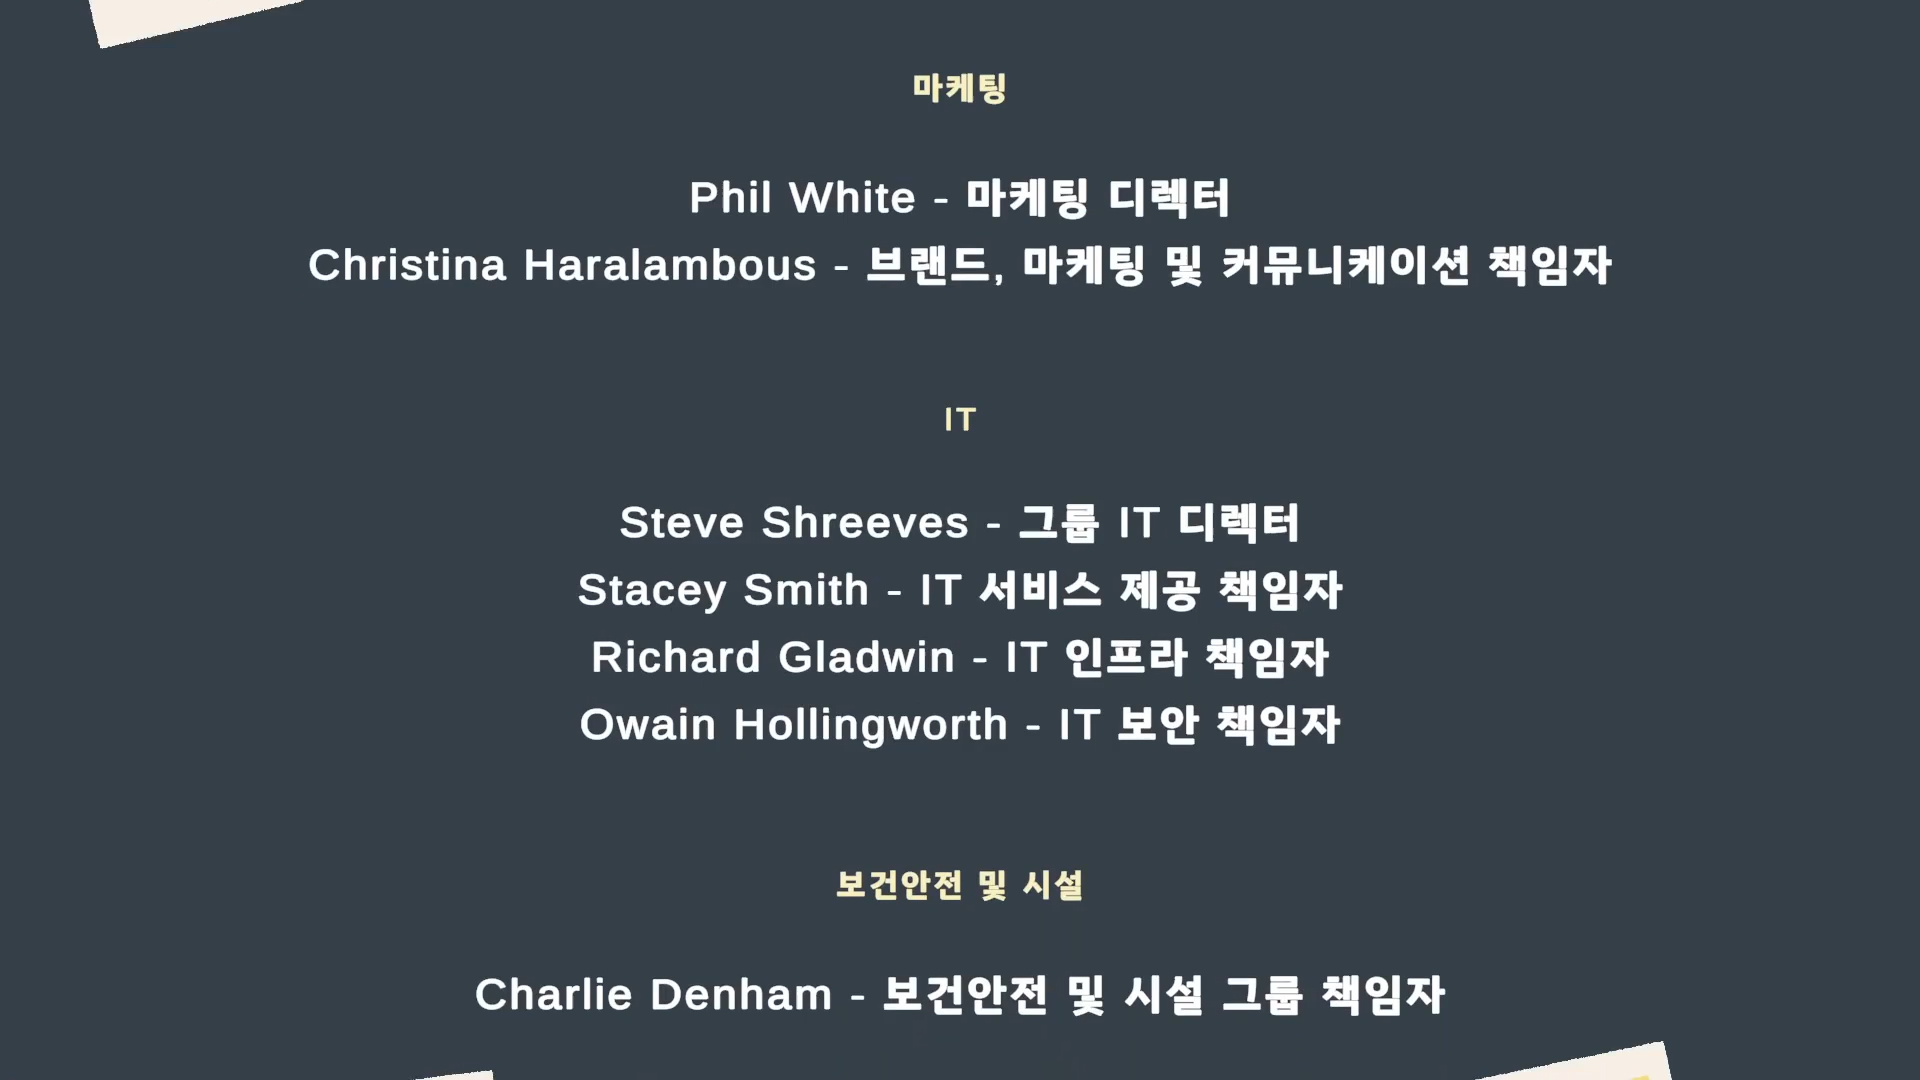 마케팅
Phil White - 마케팅 디렉터
Christina Haralambous - 브랜드, 마케팅 및 커뮤니케이션 책임자
IT
Steve Shreeves - 그룹 IT 디렉터
Stacey Smith - IT 서비스 제공 책임자
Richard Gladwin - IT 인프라 책임자
Owain Hollingworth - IT 보안 책임자
보건안전 및 시설
Charlie Denham - 보건안전 및 시설 그룹 책임자